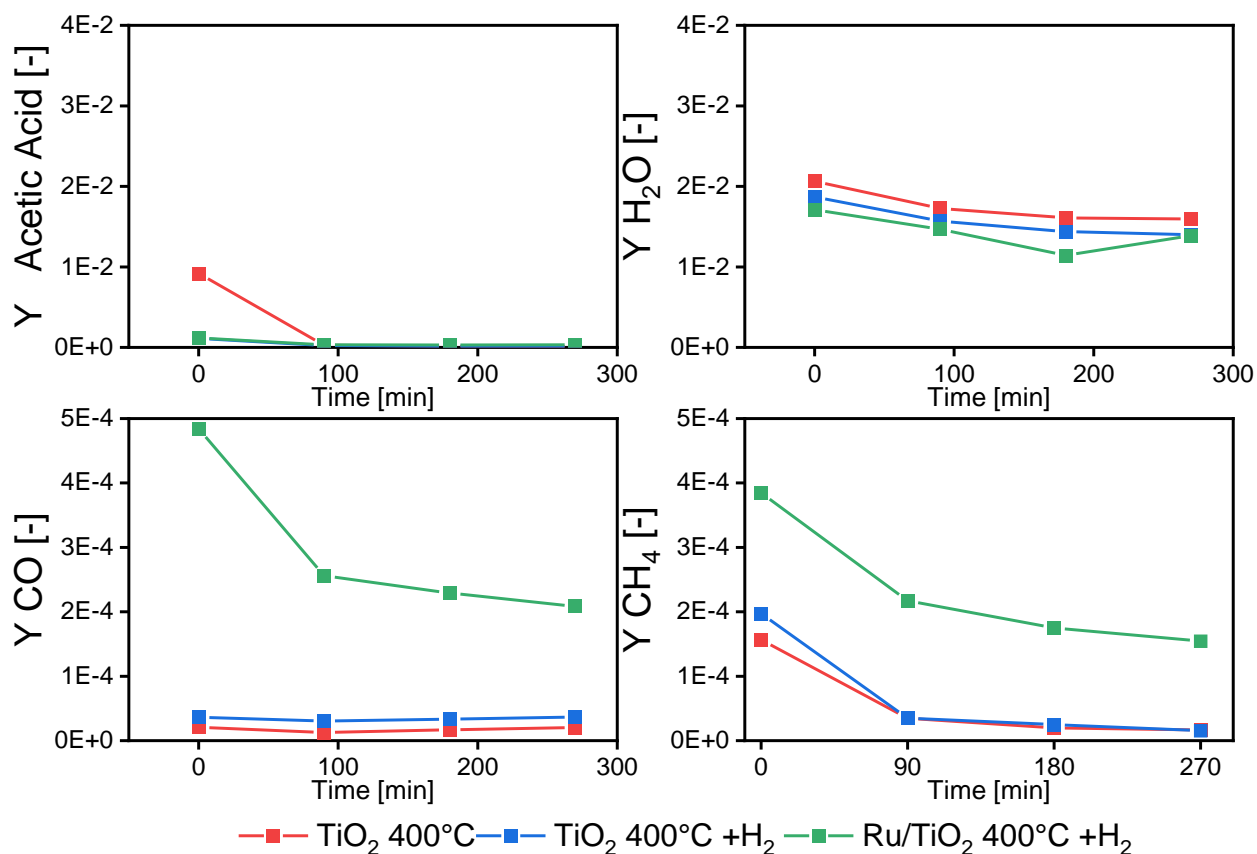 Y Acetic Acid [-]
4E-2
3E-2
2E-2
1E-2
0E+0
0 100 200 300
Time [min]
Y H₂O [-]
4E-2
3E-2
2E-2
1E-2
0E+0
0 100 200 300
Time [min]
Y CO [-]
5E-4
4E-4
3E-4
2E-4
1E-4
0E+0
0 100 200 300
Time [min]
Y CH₄ [-]
5E-4
4E-4
3E-4
2E-4
1E-4
0E+0
0 90 180 270
Time [min]
TiO₂ 400°C TiO₂ 400°C +H₂ Ru/TiO₂ 400°C +H₂